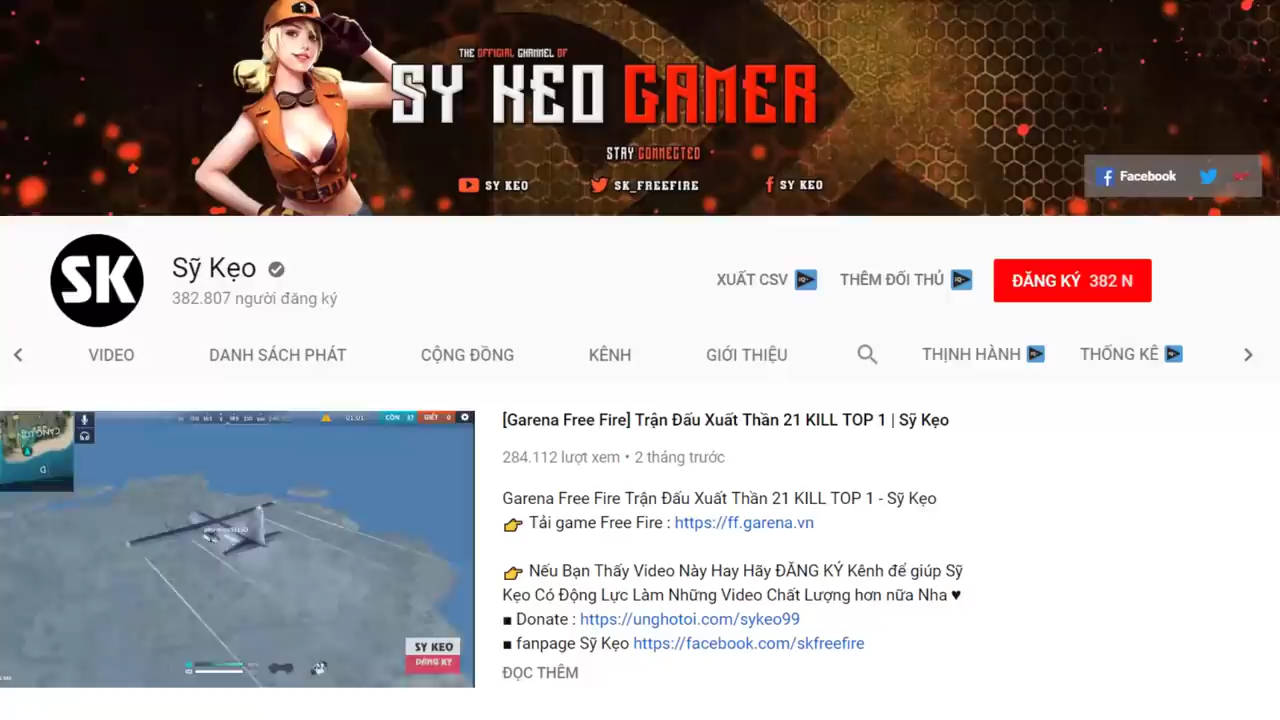 THE OFFICIAL CHANNEL OF
SY KEO GAMER
STAY CONNECTED
SY KEO
SK_FREEFIRE
SY KEO
Facebook
SK
Sỹ Kẹo
382.807 người đăng ký
XUẤT CSV
THÊM ĐỐI THỦ
ĐĂNG KÝ 382 N
VIDEO
DANH SÁCH PHÁT
CỘNG ĐỒNG
KÊNH
GIỚI THIỆU
THỊNH HÀNH
THỐNG KÊ
CÒN 37
GIẾT 0
01:01
SY KEO
ĐĂNG KÝ
[Garena Free Fire] Trận Đấu Xuất Thần 21 KILL TOP 1 | Sỹ Kẹo
284.112 lượt xem • 2 tháng trước
Garena Free Fire Trận Đấu Xuất Thần 21 KILL TOP 1 - Sỹ Kẹo
👉 Tải game Free Fire : https://ff.garena.vn
👉 Nếu Bạn Thấy Video Này Hay Hãy ĐĂNG KÝ Kênh để giúp Sỹ
Kẹo Có Động Lực Làm Những Video Chất Lượng hơn nữa Nha ♥
■ Donate : https://unghotoi.com/sykeo99
■ fanpage Sỹ Kẹo https://facebook.com/skfreefire
ĐỌC THÊM